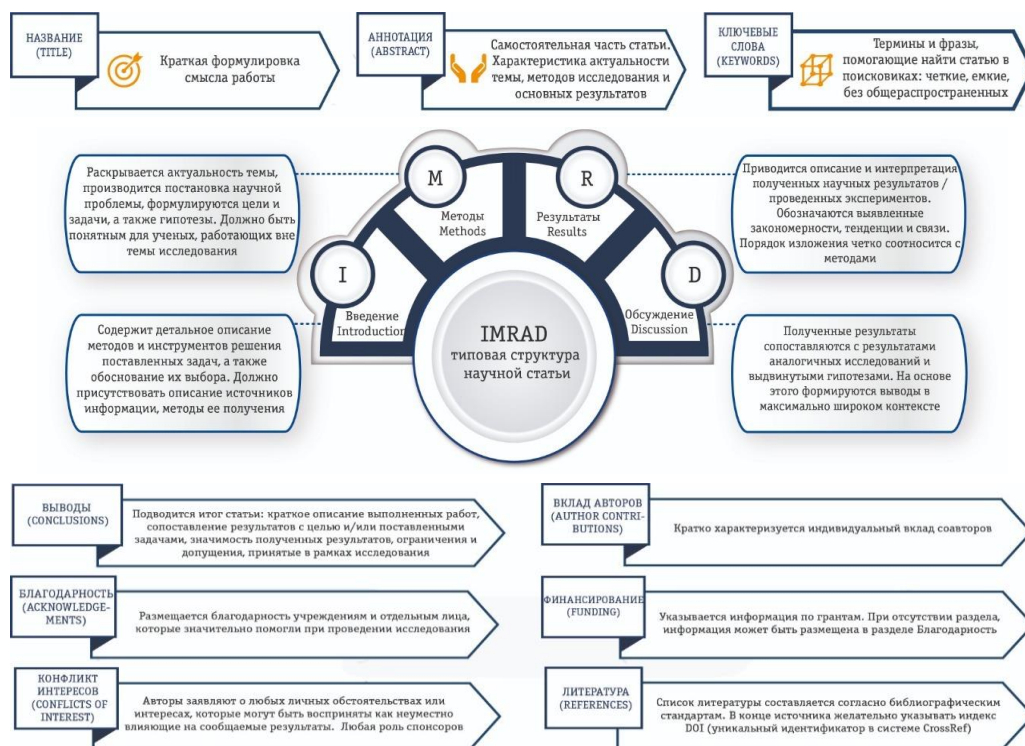 НАЗВАНИЕ
(TITLE)
Краткая формулировка
смысла работы
АННОТАЦИЯ
(ABSTRACT)
Самостоятельная часть статьи.
Характеристика актуальности
темы, методов исследования и
основных результатов
КЛЮЧЕВЫЕ
СЛОВА
(KEYWORDS)
Термины и фразы,
помогающие найти статью в
поисковиках: четкие, емкие,
без общераспространенных
Раскрывается актуальность темы,
производится постановка научной
проблемы, формулируются цели и
задачи, а также гипотезы. Должно быть
понятным для ученых, работающих вне
темы исследования
M
Методы
Methods
R
Результаты
Results
Приводится описание и интерпретация
полученных научных результатов /
проведенных экспериментов.
Обозначаются выявленные
закономерности, тенденции и связи.
Порядок изложения четко соотносится с
методами
I
Введение
Introduction
D
Обсуждение
Discussion
IMRAD
типовая структура
научной статьи
Содержит детальное описание
методов и инструментов решения
поставленных задач, а также
обоснование их выбора. Должно
присутствовать описание источников
информации, методы ее получения
Полученные результаты
сопоставляются с результатами
аналогичных исследований и
выдвинутыми гипотезами. На основе
этого формируются выводы в
максимально широком контексте
ВЫВОДЫ
(CONCLUSIONS)
Подводится итог статьи: краткое описание выполненных работ,
сопоставление результатов с целью и/или поставленными
задачами, значимость полученных результатов, ограничения и
допущения, принятые в рамках исследования
ВКЛАД АВТОРОВ
(AUTHOR CONTRI-
BUTIONS)
Кратко характеризуется индивидуальный вклад соавторов
БЛАГОДАРНОСТЬ
(ACKNOWLEDGE-
MENTS)
Размещается благодарность учреждениям и отдельным лица,
которые значительно помогли при проведении исследования
ФИНАНСИРОВАНИЕ
(FUNDING)
Указывается информация по грантам. При отсутствии раздела,
информация может быть размещена в разделе Благодарность
КОНФЛИКТ
ИНТЕРЕСОВ
(CONFLICTS OF
INTEREST)
Авторы заявляют о любых личных обстоятельствах или
интересах, которые могут быть восприняты как неуместно
влияющие на сообщаемые результаты. Любая роль спонсоров
ЛИТЕРАТУРА
(REFERENCES)
Список литературы составляется согласно библиографическим
стандартам. В конце источника желательно указывать индекс
DOI (уникальный идентификатор в системе CrossRef)